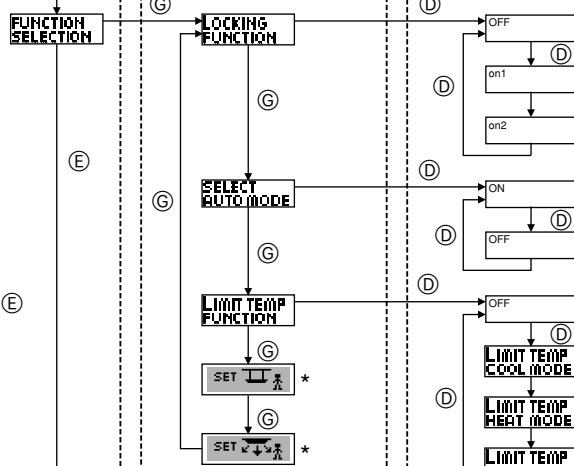 G
D
FUNCTION
SELECTION
LOCKING
FUNCTION
OFF
D
on1
D
G
on2
E
D
SELECT
AUTO MODE
ON
G
D
D
OFF
G
D
E
LIMIT TEMP
FUNCTION
OFF
D
G
LIMIT TEMP
COOL MODE
SET *
D
LIMIT TEMP
HEAT MODE
G
SET *
LIMIT TEMP